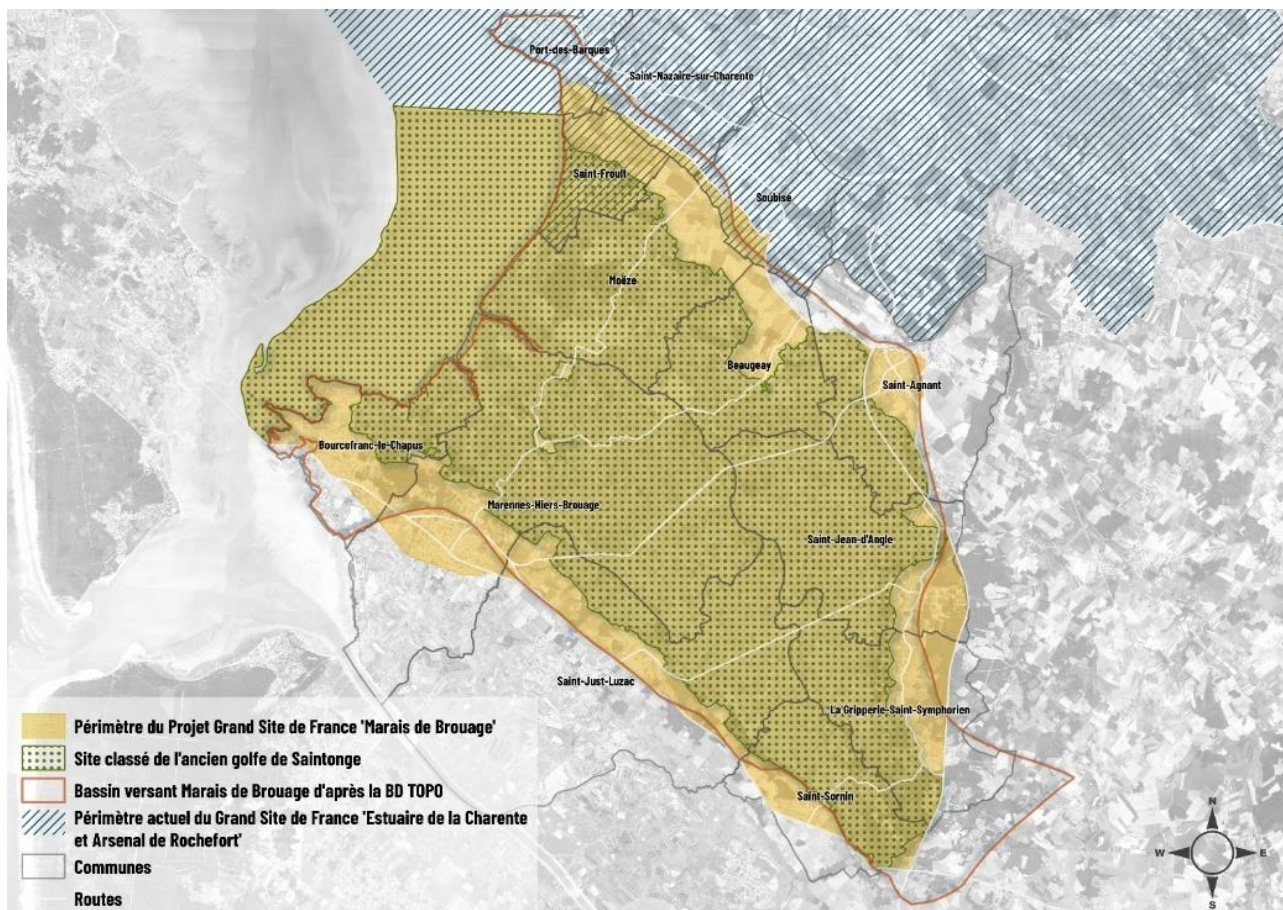 Port-des-Barques
Saint-Nazaire-sur-Charente
Saint-Froult
Soubise
Moëze
Beaugeay
Saint-Agnant
Bourcefranc-le-Chapus
Marennes-Hiers-Brouage
Saint-Jean-d'Angle
Saint-Just-Luzac
La Gripperie-Saint-Symphorien
Saint-Sornin
Périmètre du Projet Grand Site de France 'Marais de Brouage'
Site classé de l'ancien golfe de Saintonge
Bassin versant Marais de Brouage d'après la BD TOPO
Périmètre actuel du Grand Site de France 'Estuaire de la Charente
et Arsenal de Rochefort'
Communes
Routes
N
W
E
S